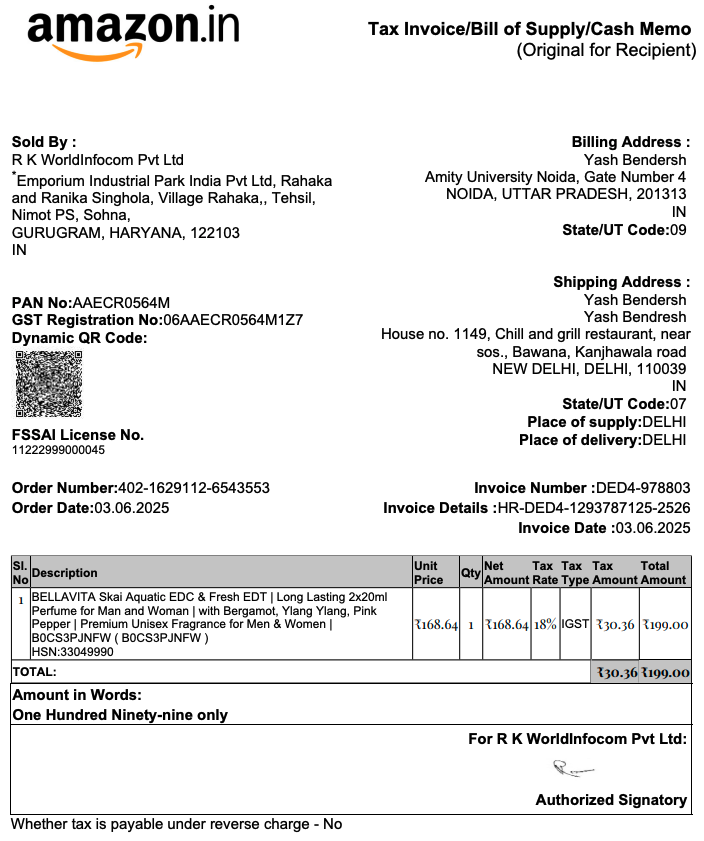 amazon.in
Tax Invoice/Bill of Supply/Cash Memo
(Original for Recipient)
Sold By :
R K WorldInfocom Pvt Ltd
*Emporium Industrial Park India Pvt Ltd, Rahaka
and Ranika Singhola, Village Rahaka,, Tehsil,
Nimot PS, Sohna,
GURUGRAM, HARYANA, 122103
IN
Billing Address :
Yash Bendersh
Amity University Noida, Gate Number 4
NOIDA, UTTAR PRADESH, 201313
IN
State/UT Code:09
PAN No:AAECR0564M
GST Registration No:06AAECR0564M1Z7
Dynamic QR Code:
FSSAI License No.
11222999000045
Shipping Address :
Yash Bendersh
Yash Bendresh
House no. 1149, Chill and grill restaurant, near
sos., Bawana, Kanjhawala road
NEW DELHI, DELHI, 110039
IN
State/UT Code:07
Place of supply:DELHI
Place of delivery:DELHI
Order Number:402-1629112-6543553
Order Date:03.06.2025
Invoice Number :DED4-978803
Invoice Details :HR-DED4-1293787125-2526
Invoice Date :03.06.2025
Sl. No Description Unit Price Qty Net Amount Tax Rate Tax Type Tax Amount Total Amount
1 BELLAVITA Skai Aquatic EDC & Fresh EDT | Long Lasting 2x20ml
Perfume for Man and Woman | with Bergamot, Ylang Ylang, Pink
Pepper | Premium Unisex Fragrance for Men & Women |
B0CS3PJNFW ( B0CS3PJNFW )
HSN:33049990
₹168.64 1 ₹168.64 18% IGST ₹30.36 ₹199.00
TOTAL: ₹30.36 ₹199.00
Amount in Words:
One Hundred Ninety-nine only
For R K WorldInfocom Pvt Ltd:
Authorized Signatory
Whether tax is payable under reverse charge - No